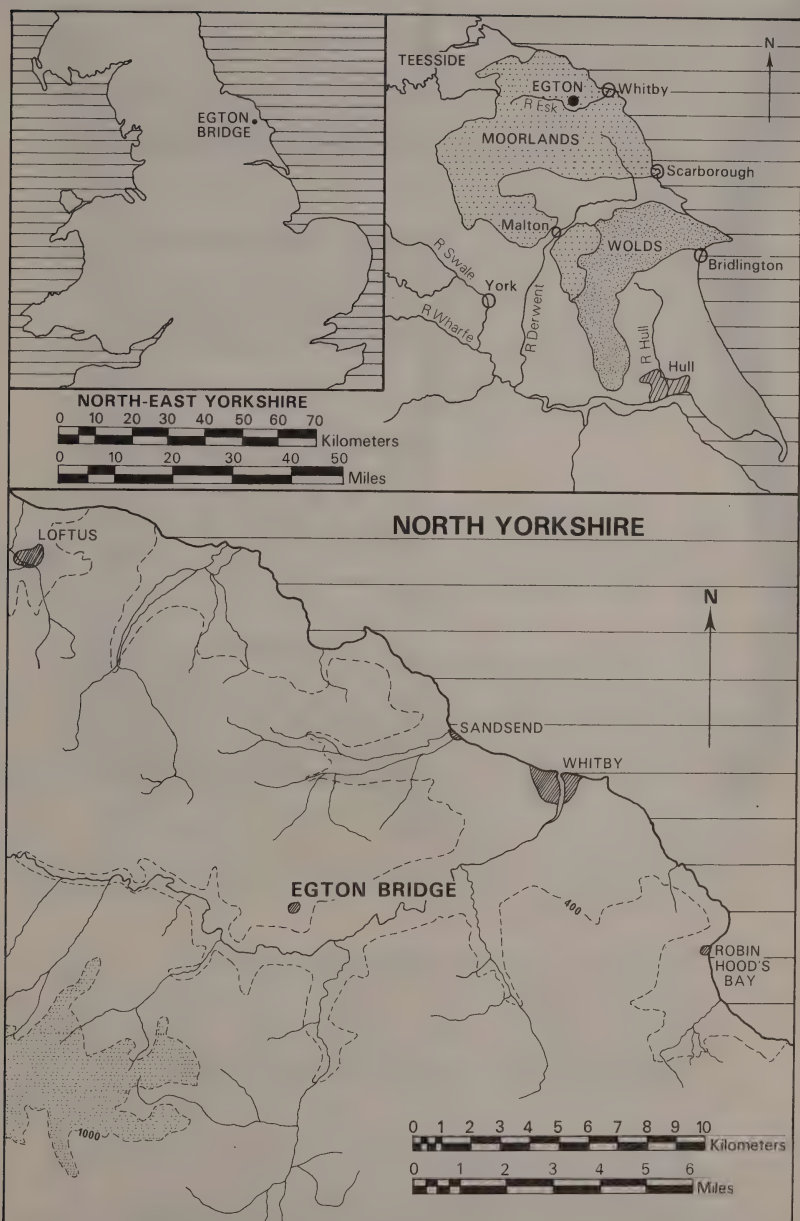 EGTON
BRIDGE
TEESSIDE
N
EGTON
Whitby
R Esk
MOORLANDS
Scarborough
Malton
WOLDS
R Swale
York
Bridlington
R Wharfe
R Derwent
R Hull
Hull
NORTH-EAST YORKSHIRE
0 10 20 30 40 50 60 70
Kilometers
0 10 20 30 40 50
Miles
NORTH YORKSHIRE
LOFTUS
N
SANDSEND
WHITBY
EGTON BRIDGE
400
ROBIN
HOOD'S
BAY
1000
0 1 2 3 4 5 6 7 8 9 10
Kilometers
0 1 2 3 4 5 6
Miles